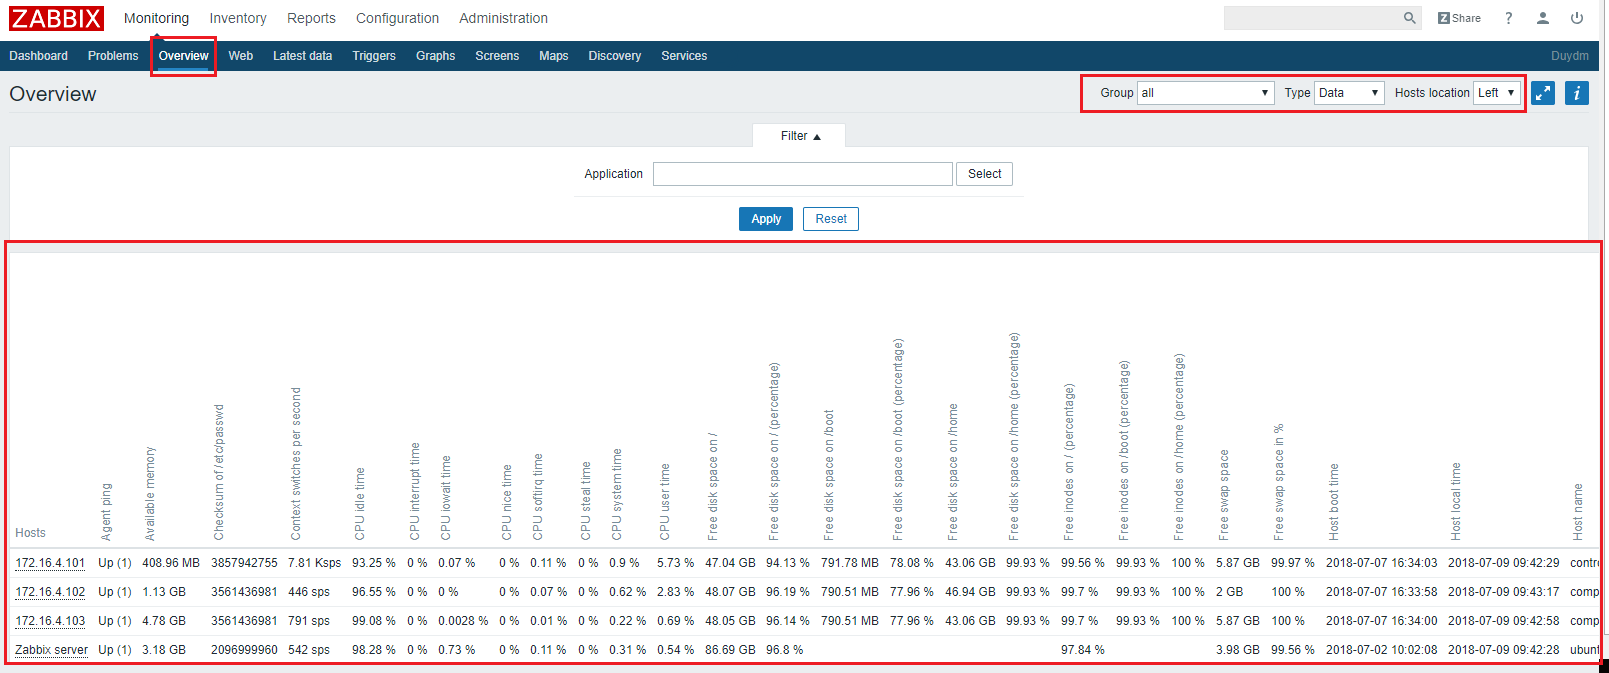 ZABBIX Monitoring Inventory Reports Configuration Administration Z Share ?
Dashboard Problems Overview Web Latest data Triggers Graphs Screens Maps Discovery Services Duydm
Overview Group all Type Data Hosts location Left i
Filter
Application Select
Apply Reset
Hosts Agent ping Available memory Checksum of /etc/passwd Context switches per second CPU idle time CPU interrupt time CPU iowait time CPU nice time CPU softirq time CPU steal time CPU system time CPU user time Free disk space on / Free disk space on / (percentage) Free disk space on /boot Free disk space on /boot (percentage) Free disk space on /home Free disk space on /home (percentage) Free inodes on / (percentage) Free inodes on /boot (percentage) Free inodes on /home (percentage) Free swap space Free swap space in % Host boot time Host local time Host name
172.16.4.101 Up (1) 408.96 MB 3857942755 7.81 Ksps 93.25 % 0 % 0.07 % 0 % 0.11 % 0 % 0.9 % 5.73 % 47.04 GB 94.13 % 791.78 MB 78.08 % 43.06 GB 99.93 % 99.56 % 99.93 % 100 % 5.87 GB 99.97 % 2018-07-07 16:34:03 2018-07-09 09:42:29 contr
172.16.4.102 Up (1) 1.13 GB 3561436981 446 sps 96.55 % 0 % 0 % 0 % 0.07 % 0 % 0.62 % 2.83 % 48.07 GB 96.19 % 790.51 MB 77.96 % 46.94 GB 99.93 % 99.7 % 99.93 % 100 % 2 GB 100 % 2018-07-07 16:33:58 2018-07-09 09:43:17 comp
172.16.4.103 Up (1) 4.78 GB 3561436981 791 sps 99.08 % 0 % 0.0028 % 0 % 0.01 % 0 % 0.22 % 0.69 % 48.05 GB 96.14 % 790.51 MB 77.96 % 43.06 GB 99.93 % 99.7 % 99.93 % 100 % 5.87 GB 100 % 2018-07-07 16:34:00 2018-07-09 09:42:58 comp
Zabbix server Up (1) 3.18 GB 2096999960 542 sps 98.28 % 0 % 0.73 % 0 % 0.11 % 0 % 0.31 % 0.54 % 86.69 GB 96.8 % 97.84 % 3.98 GB 99.56 % 2018-07-02 10:02:08 2018-07-09 09:42:28 ubun